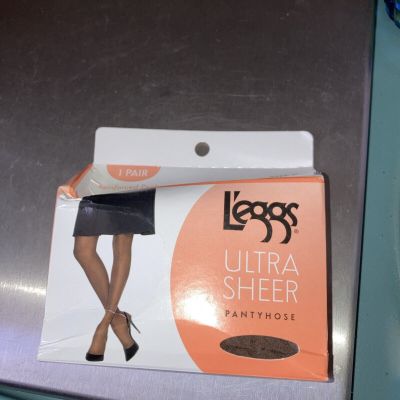 1 PAIR
L'eggs®
ULTRA
SHEER
PANTYHOSE